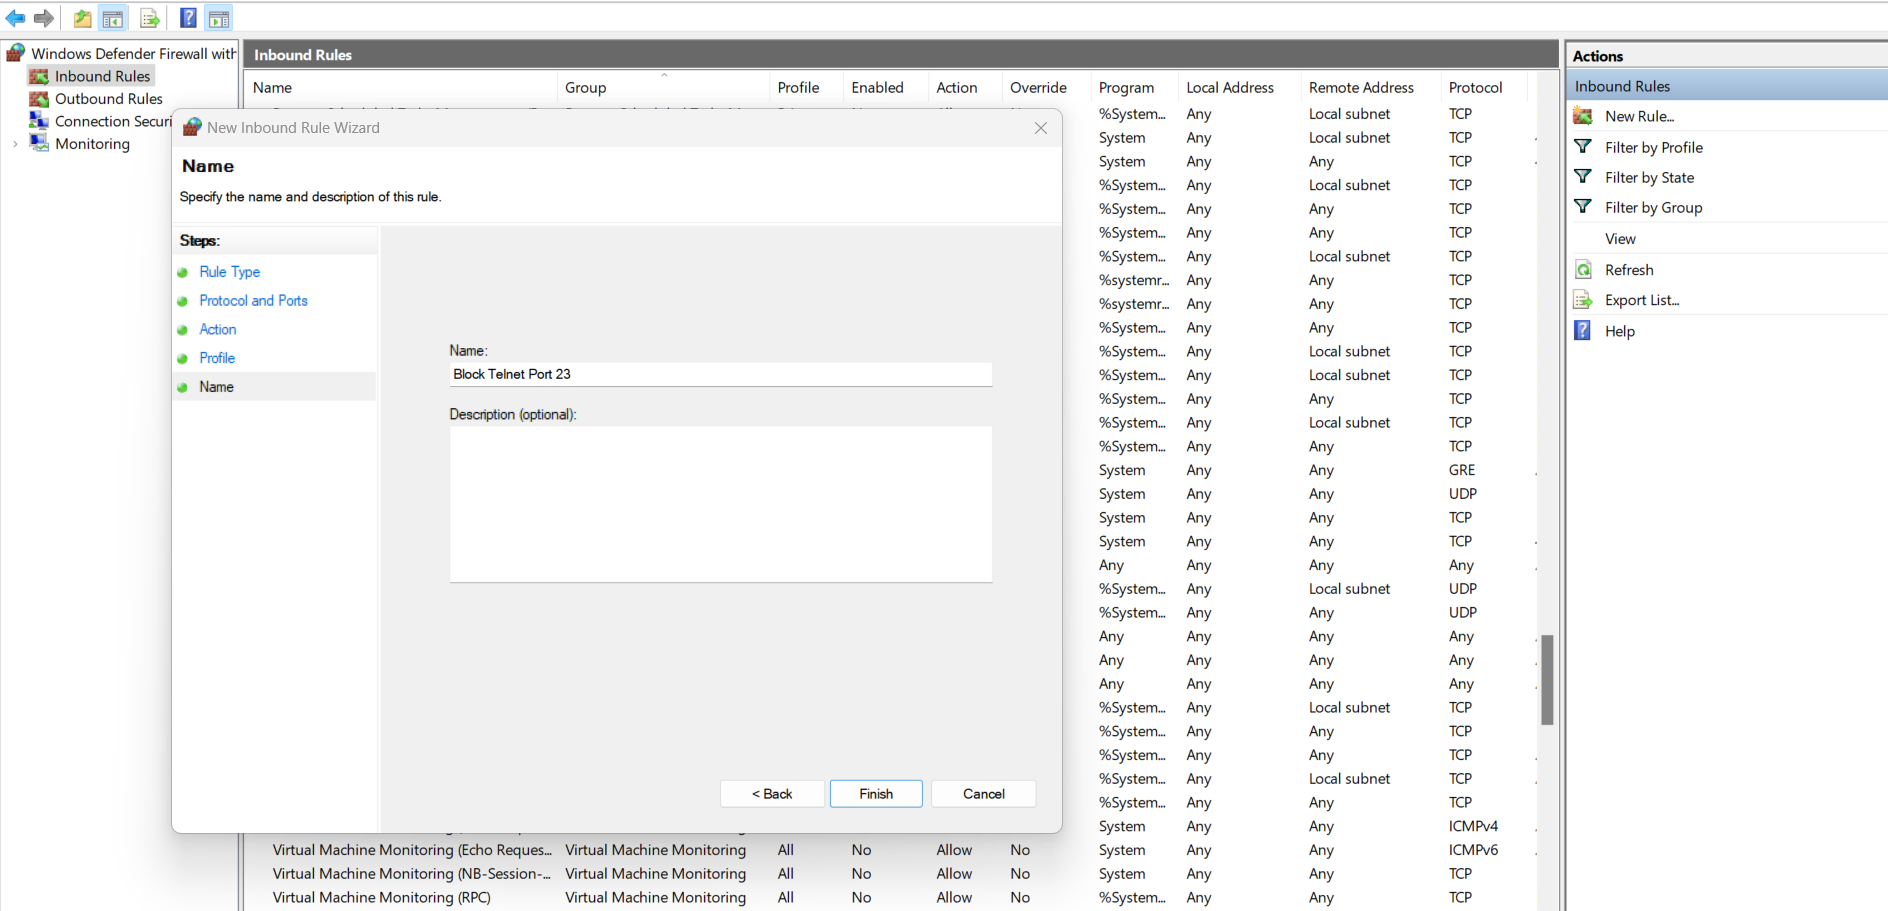 Windows Defender Firewall with
Inbound Rules
Outbound Rules
Connection Securi
Monitoring
Inbound Rules
Name Group Profile Enabled Action Override Program Local Address Remote Address Protocol
%System... Any Local subnet TCP
System Any Local subnet TCP
System Any Any TCP
%System... Any Local subnet TCP
%System... Any Any TCP
%System... Any Any TCP
%System... Any Local subnet TCP
%systemr... Any Any TCP
%systemr... Any Any TCP
%System... Any Any TCP
%System... Any Local subnet TCP
%System... Any Local subnet TCP
%System... Any Any TCP
%System... Any Local subnet TCP
%System... Any Any TCP
System Any Any GRE
System Any Any UDP
System Any Any TCP
System Any Any TCP
Any Any Any Any
%System... Any Local subnet UDP
%System... Any Any UDP
Any Any Any Any
Any Any Any Any
Any Any Any Any
%System... Any Local subnet TCP
%System... Any Any TCP
%System... Any Any TCP
%System... Any Local subnet TCP
%System... Any Any TCP
System Any Any ICMPv4
Virtual Machine Monitoring (Echo Reques... Virtual Machine Monitoring All No Allow No System Any Any ICMPv6
Virtual Machine Monitoring (NB-Session-... Virtual Machine Monitoring All No Allow No System Any Any TCP
Virtual Machine Monitoring (RPC) Virtual Machine Monitoring All No Allow No %System... Any Any TCP
New Inbound Rule Wizard
Name
Specify the name and description of this rule.
Steps:
Rule Type
Protocol and Ports
Action
Profile
Name
Name:
Block Telnet Port 23
Description (optional):
< Back Finish Cancel
Actions
Inbound Rules
New Rule...
Filter by Profile
Filter by State
Filter by Group
View
Refresh
Export List...
Help